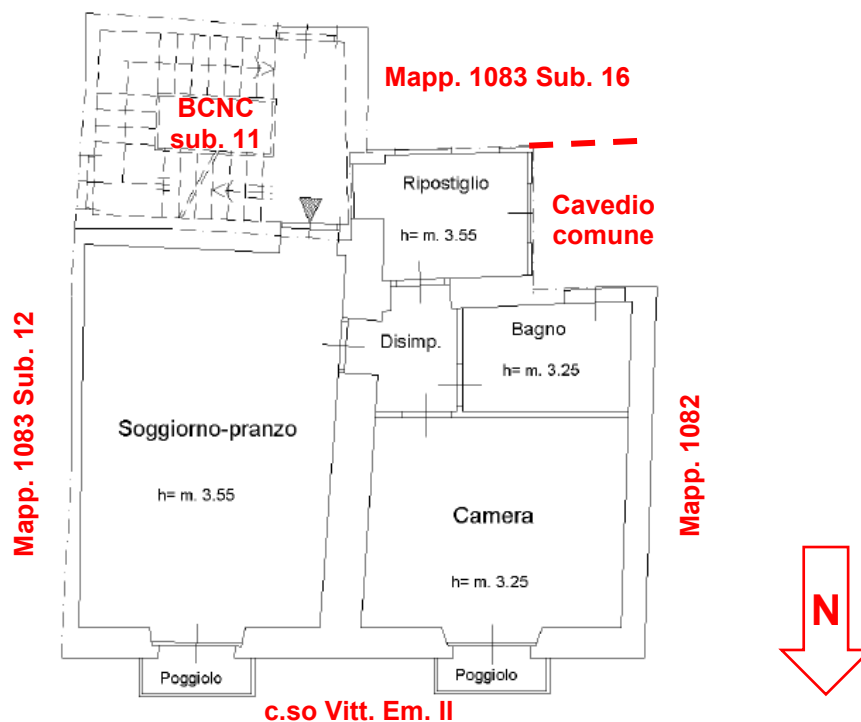 Mapp. 1083 Sub. 16
BCNC
sub. 11
Ripostiglio
h= m. 3.55
Cavedio
comune
Disimp.
Bagno
h= m. 3.25
Mapp. 1083 Sub. 12
Soggiorno-pranzo
h= m. 3.55
Mapp. 1082
Camera
h= m. 3.25
N
Poggiolo
Poggiolo
c.so Vitt. Em. II